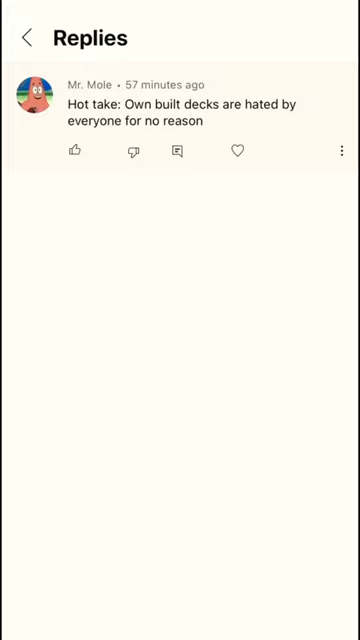 Replies
Mr. Mole • 57 minutes ago
Hot take: Own built decks are hated by
everyone for no reason